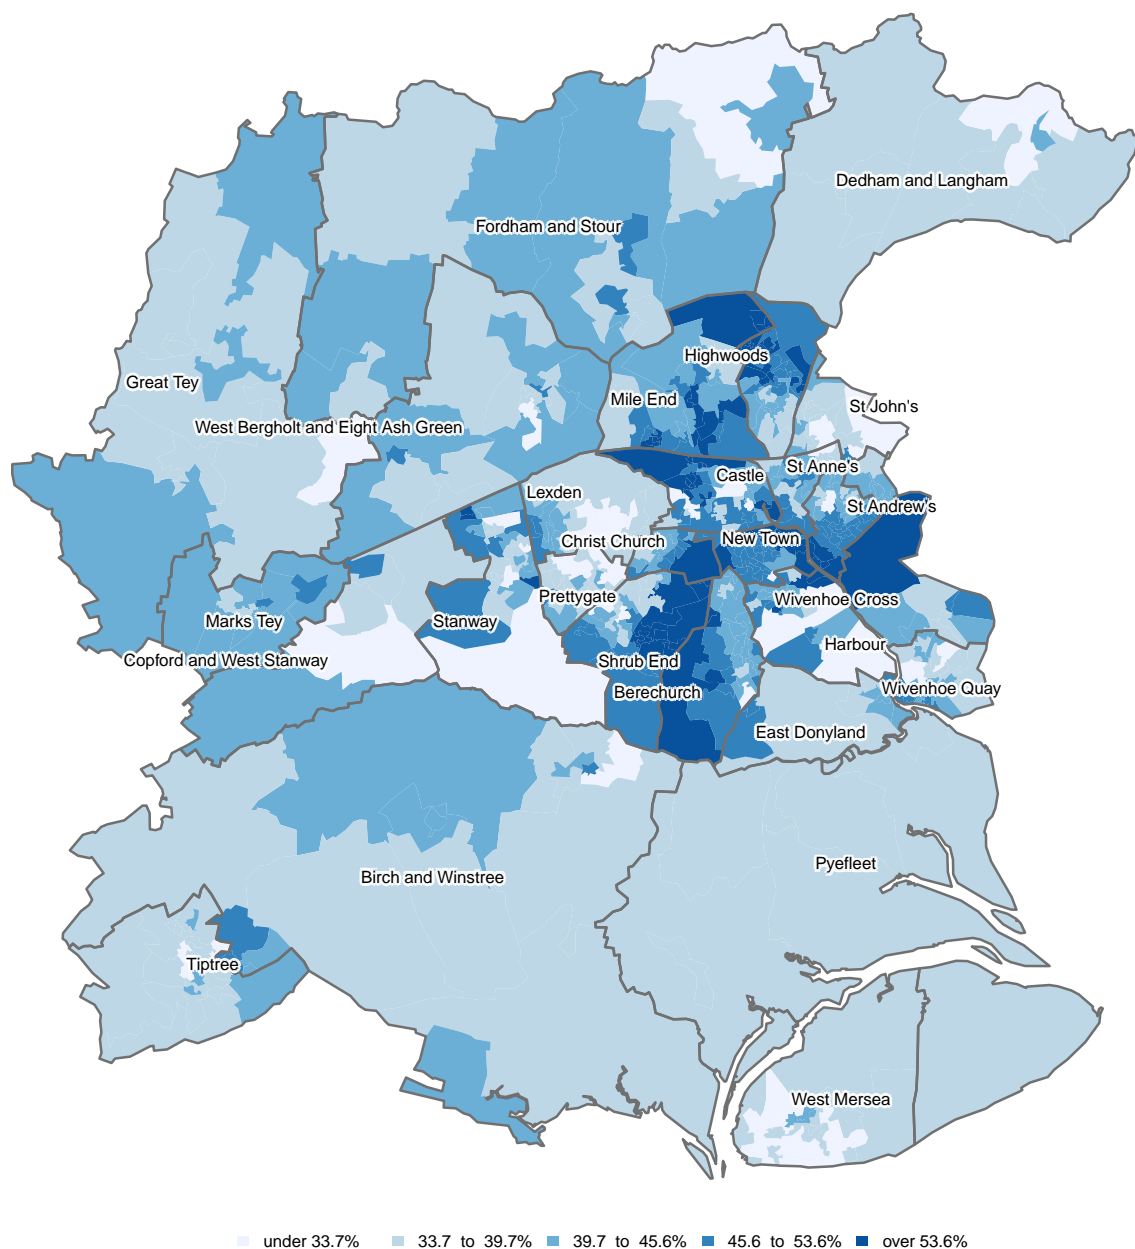 Dedham and Langham
Fordham and Stour
Highwoods
Great Tey
Mile End
St John's
West Bergholt and Eight Ash Green
St Anne's
Castle
Lexden
St Andrew's
Christ Church
New Town
Prettygate
Wivenhoe Cross
Marks Tey
Stanway
Harbour
Copford and West Stanway
Shrub End
Wivenhoe Quay
Berechurch
East Donyland
Pyefleet
Birch and Winstree
Tiptree
West Mersea
under 33.7% 33.7 to 39.7% 39.7 to 45.6% 45.6 to 53.6% over 53.6%